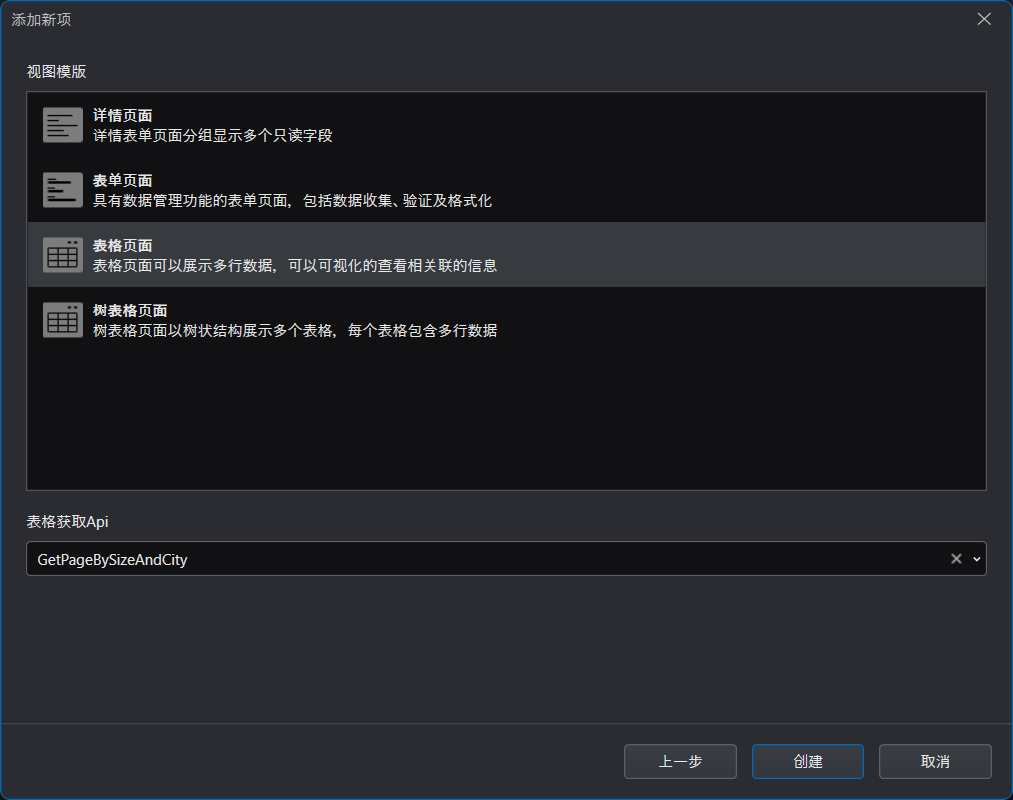 添加新项
视图模版
详情页面
详情表单页面分组显示多个只读字段
表单页面
具有数据管理功能的表单页面，包括数据收集、验证及格式化
表格页面
表格页面可以展示多行数据，可以可视化的查看相关联的信息
树表格页面
树表格页面以树状结构展示多个表格，每个表格包含多行数据
表格获取Api
GetPageBySizeAndCity
上一步
创建
取消